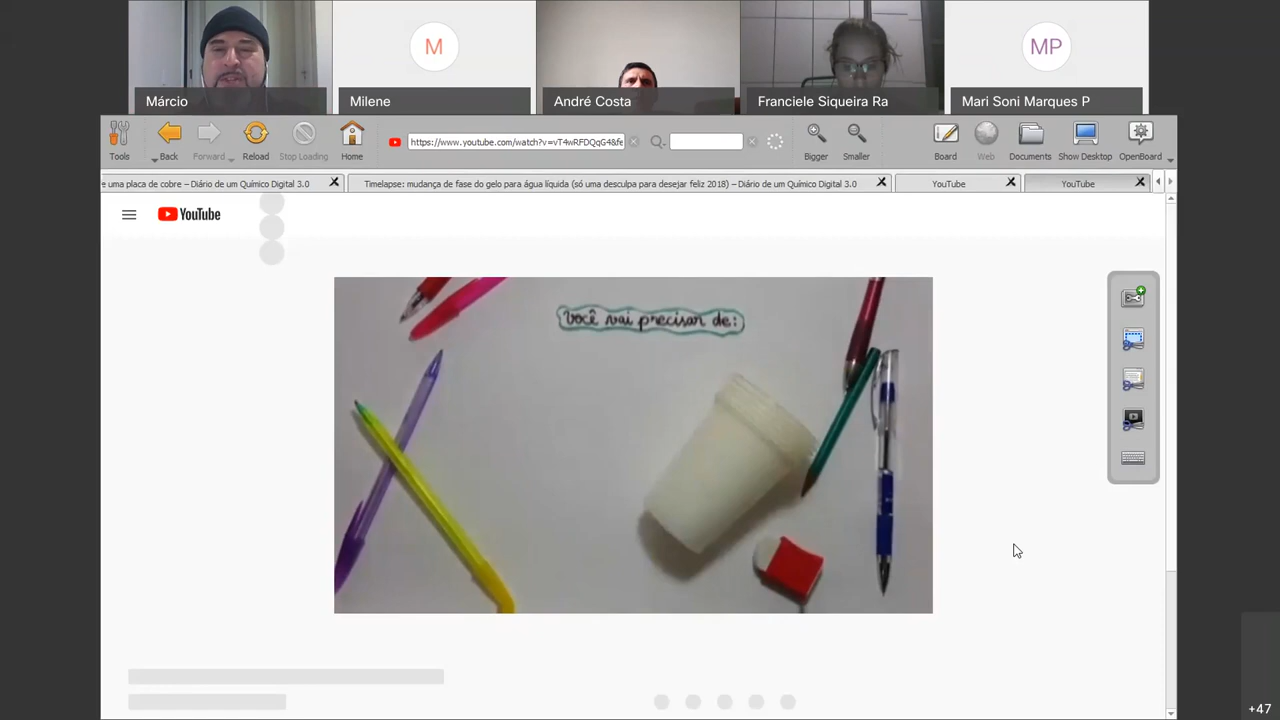 M
MP
Márcio
Milene
André Costa
Franciele Siqueira Ra
Mari Soni Marques P
Tools
Back
Forward
Reload
Stop Loading
Home
https://www.youtube.com/watch?v=vT4wRFDQqG4&fe
Bigger
Smaller
Board
Web
Documents
Show Desktop
OpenBoard
e uma placa de cobre – Diário de um Químico Digital 3.0
Timelapse: mudança de fase do gelo para água líquida (só uma desculpa para desejar feliz 2018) – Diário de um Químico Digital 3.0
YouTube
YouTube
YouTube
Você vai precisar de:
+47